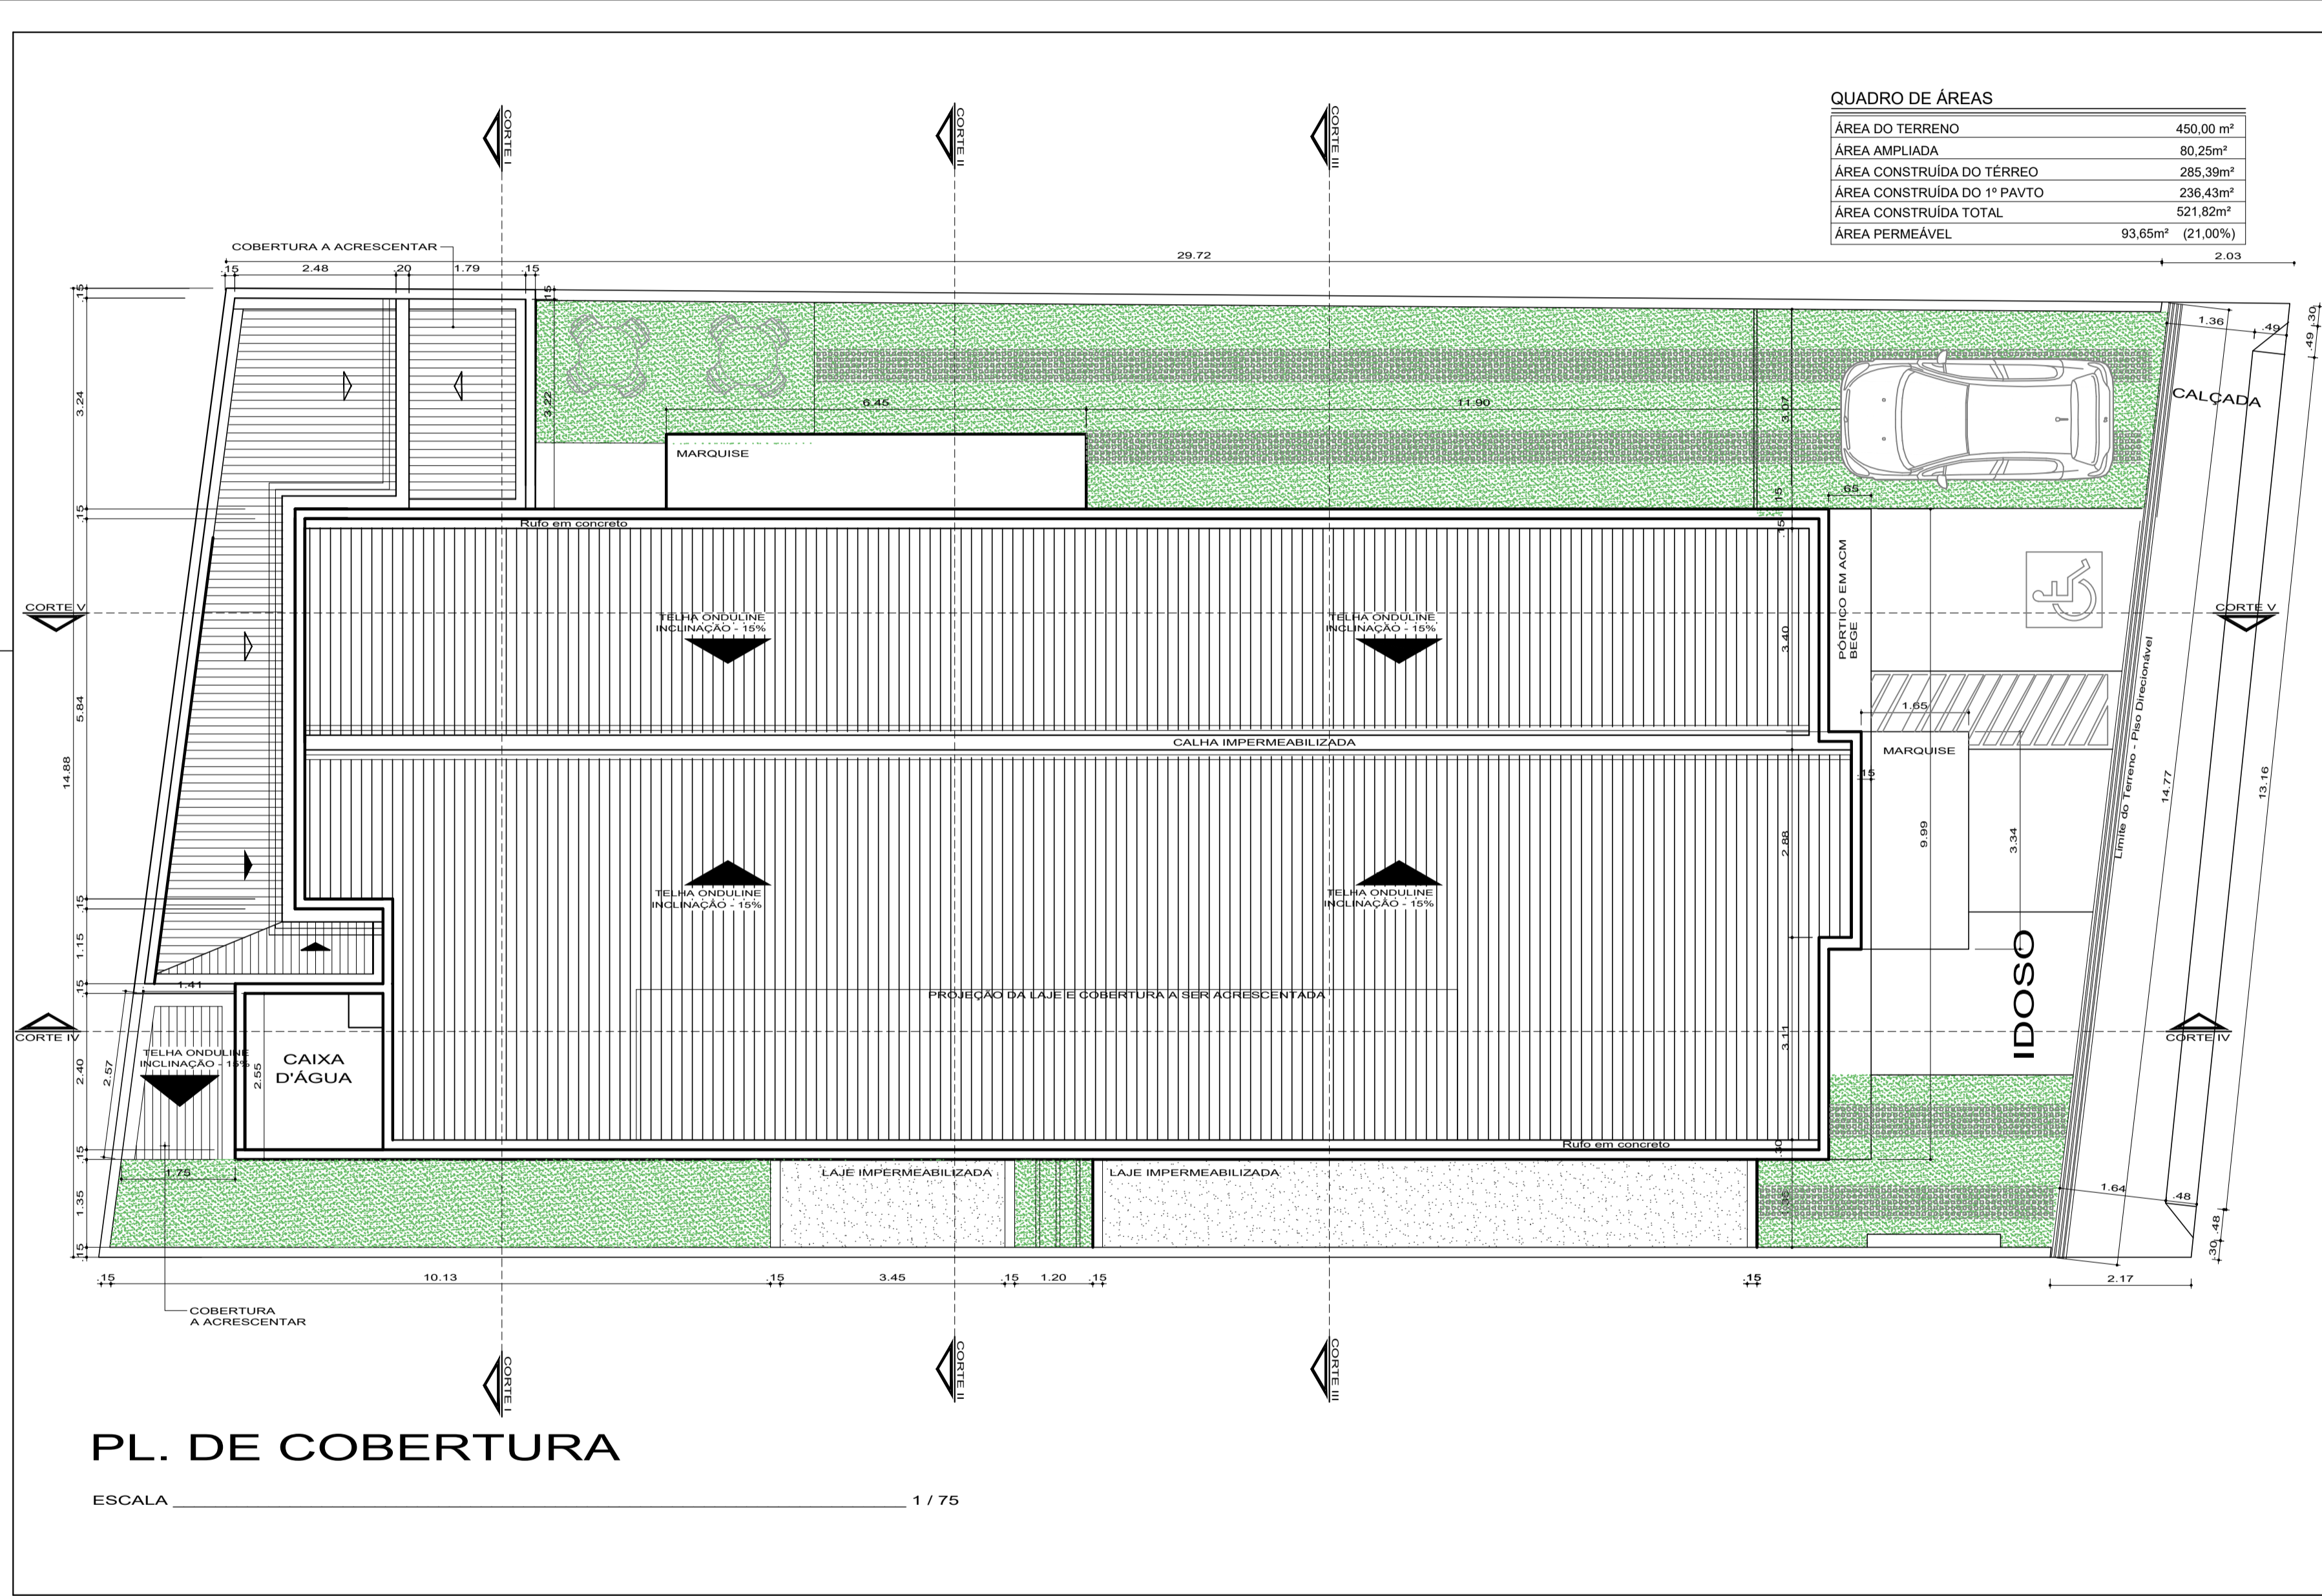 QUADRO DE ÁREAS
ÁREA DO TERRENO 450,00 m²
ÁREA AMPLIADA 80,25m²
ÁREA CONSTRUÍDA DO TÉRREO 285,39m²
ÁREA CONSTRUÍDA DO 1º PAVTO 236,43m²
ÁREA CONSTRUÍDA TOTAL 521,82m²
ÁREA PERMEÁVEL 93,65m² (21,00%)
CORTE I
CORTE II
CORTE III
COBERTURA A ACRESCENTAR
29.72
2.03
.15 2.48 .20 1.79 .15
.15
.15
1.36
.49
.30
.49
3.24
3.22
6.45
11.90
3.07
CALÇADA
MARQUISE
.65
.15
.15
.15
Rufo em concreto
PÓRTICO EM ACM
BEGE
CORTE V
CORTE V
TELHA ONDULINE
INCLINAÇÃO - 15%
TELHA ONDULINE
INCLINAÇÃO - 15%
3.40
Limite do Terreno - Piso Direcionável
5.84
14.88
1.65
CALHA IMPERMEABILIZADA
MARQUISE
.15
14.77
13.16
2.88
9.99
3.34
TELHA ONDULINE
INCLINAÇÃO - 15%
TELHA ONDULINE
INCLINAÇÃO - 15%
.15
1.15
.15
1.41
IDOSO
PROJEÇÃO DA LAJE E COBERTURA A SER ACRESCENTADA
CORTE IV
CORTE IV
3.11
TELHA ONDULINE
INCLINAÇÃO - 15%
CAIXA
D'ÁGUA
2.40
2.57
2.55
.15
Rufo em concreto
.30
1.75
LAJE IMPERMEABILIZADA
LAJE IMPERMEABILIZADA
1.35
1.36
1.64
.48
.48
.30
.15
.15 10.13 .15 3.45 .15 1.20 .15 .15
2.17
COBERTURA
A ACRESCENTAR
CORTE I
CORTE II
CORTE III
PL. DE COBERTURA
ESCALA 1 / 75